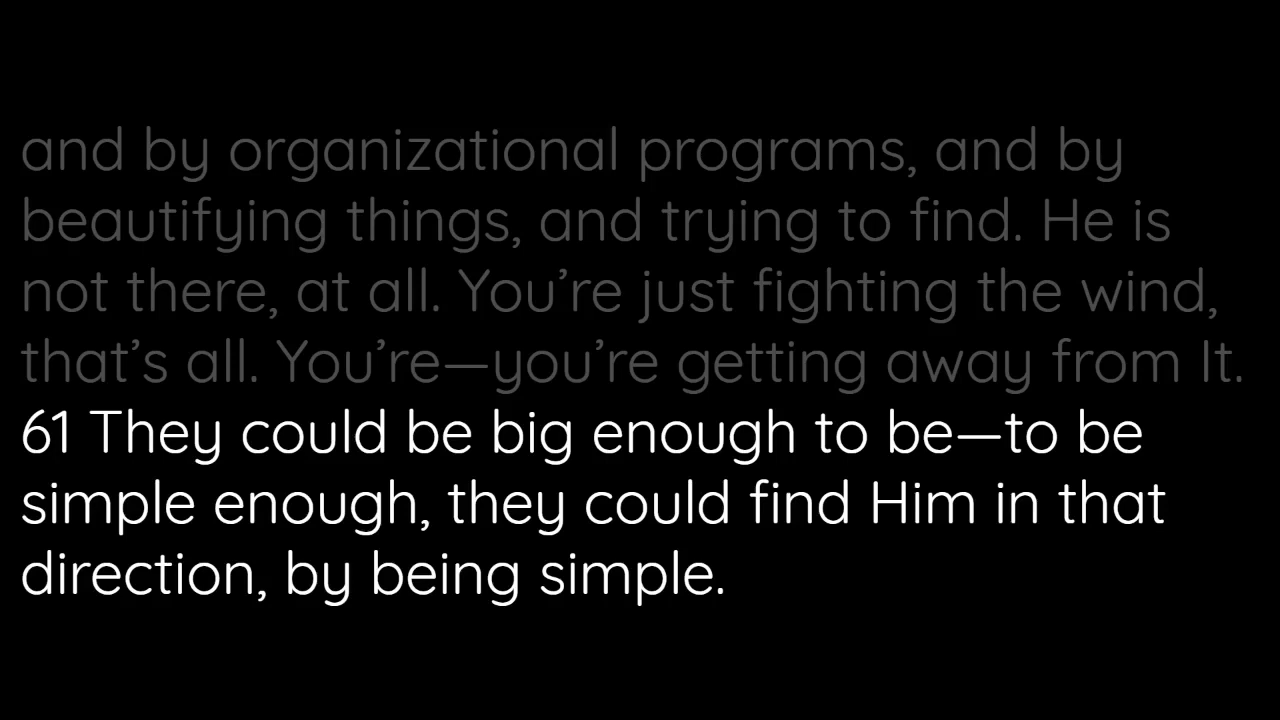 and by organizational programs, and by
beautifying things, and trying to find. He is
not there, at all. You’re just fighting the wind,
that’s all. You’re—you’re getting away from It.
61 They could be big enough to be—to be
simple enough, they could find Him in that
direction, by being simple.